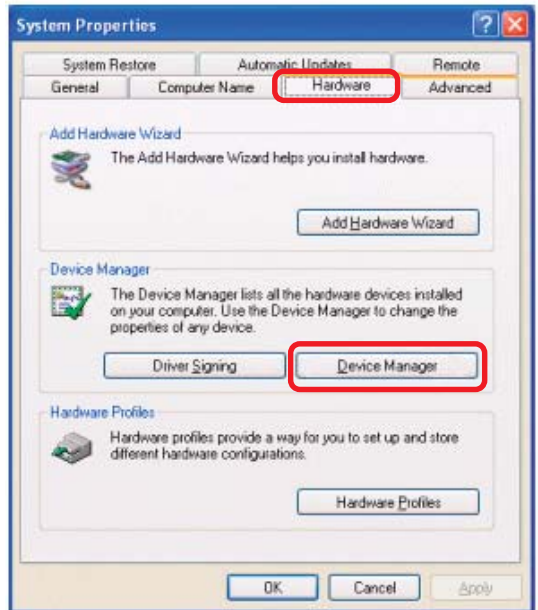 System Properties
System Restore Automatic Updates Remote
General Computer Name Hardware Advanced
Add Hardware Wizard
The Add Hardware Wizard helps you install hardware.
Add Hardware Wizard
Device Manager
The Device Manager lists all the hardware devices installed
on your computer. Use the Device Manager to change the
properties of any device.
Driver Signing Device Manager
Hardware Profiles
Hardware profiles provide a way for you to set up and store
different hardware configurations.
Hardware Profiles
OK Cancel Apply